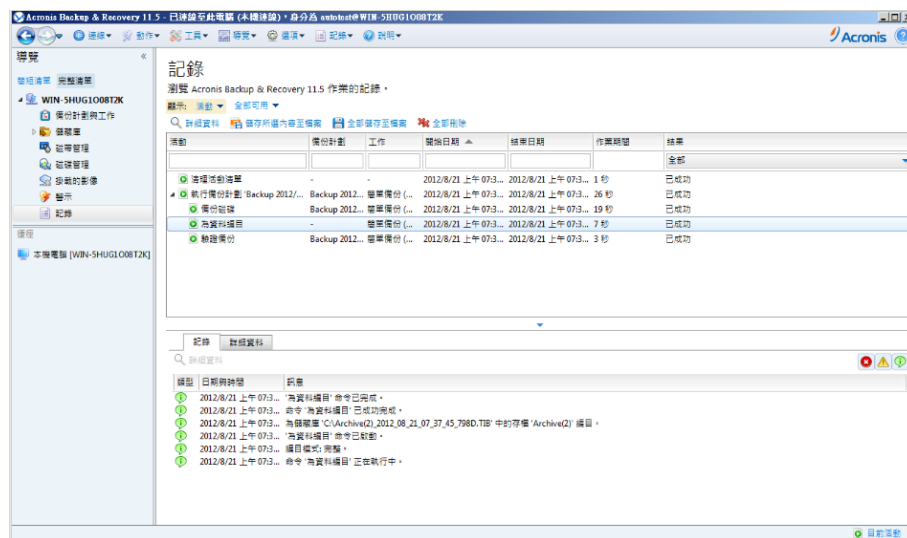 Acronis Backup & Recovery 11.5 - 已連線至此電腦 (本機連線)，身分為 autotest@WIN-5HUG1O08T2K
連線 動作 工具 導覽 選項 記錄 說明 Acronis
導覽
簡短清單 完整清單
WIN-5HUG1O08T2K
備份計劃與工作
儲藏庫
磁帶管理
磁碟管理
掛載的影像
警示
記錄
捷徑
本機電腦 [WIN-5HUG1O08T2K]
記錄
瀏覽 Acronis Backup & Recovery 11.5 作業的記錄。
顯示: 活動 全部可用
詳細資料 儲存所選內容至檔案 全部儲存至檔案 全部刪除
活動 備份計劃 工作 開始日期 結束日期 作業期間 結果
全部
清理活動清單 - - 2012/8/21 上午 07:3... 2012/8/21 上午 07:3... 1 秒 已成功
執行備份計劃 'Backup 2012/... Backup 2012... 簡單備份 (... 2012/8/21 上午 07:3... 2012/8/21 上午 07:3... 26 秒 已成功
備份磁碟 Backup 2012... 簡單備份 (... 2012/8/21 上午 07:3... 2012/8/21 上午 07:3... 19 秒 已成功
為資料編目 - 簡單備份 (... 2012/8/21 上午 07:3... 2012/8/21 上午 07:3... 7 秒 已成功
驗證備份 Backup 2012... 簡單備份 (... 2012/8/21 上午 07:3... 2012/8/21 上午 07:3... 3 秒 已成功
記錄 詳細資料
詳細資料
類型 日期與時間 訊息
2012/8/21 上午 07:3... '為資料編目' 命令已完成。
2012/8/21 上午 07:3... 命令 '為資料編目' 已成功完成。
2012/8/21 上午 07:3... 為儲藏庫 'C:\Archive(2)_2012_08_21_07_37_45_798D.TIB' 中的存檔 'Archive(2)' 編目。
2012/8/21 上午 07:3... '為資料編目' 命令已啟動。
2012/8/21 上午 07:3... 編目模式: 完整。
2012/8/21 上午 07:3... 命令 '為資料編目' 正在執行中。
目前活動